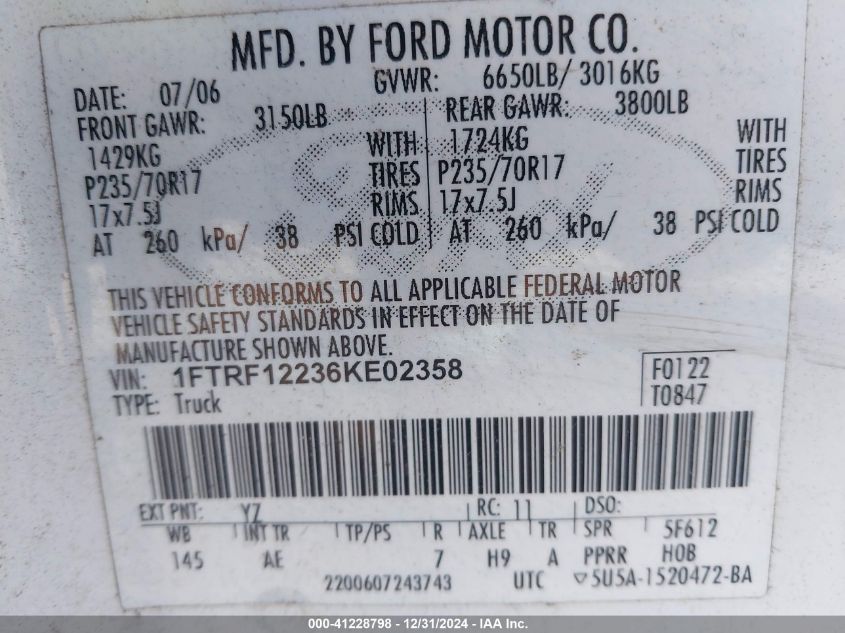 MFD. BY FORD MOTOR CO.
DATE: 07/06 GVWR: 6650LB/ 3016KG
FRONT GAWR: 3150LB REAR GAWR: 3800LB
1429KG WITH 1724KG WITH
P235/70R17 TIRES P235/70R17 TIRES
17x7.5J RIMS 17x7.5J RIMS
AT 260 kPa/ 38 PSI COLD AT 260 kPa/ 38 PSI COLD
Ford
THIS VEHICLE CONFORMS TO ALL APPLICABLE FEDERAL MOTOR
VEHICLE SAFETY STANDARDS IN EFFECT ON THE DATE OF
MANUFACTURE SHOWN ABOVE.
VIN: 1FTRF12236KE02358 F0122
TYPE: Truck T0847
EXT PNT: YZ RC: 11 DSO:
WB INT TR TP/PS R AXLE TR SPR 5F612
145 AE 7 H9 A PPRR H0B
2200607243743 UTC ▽5U5A-1520472-BA
000-41228798 - 12/31/2024 - IAA Inc.